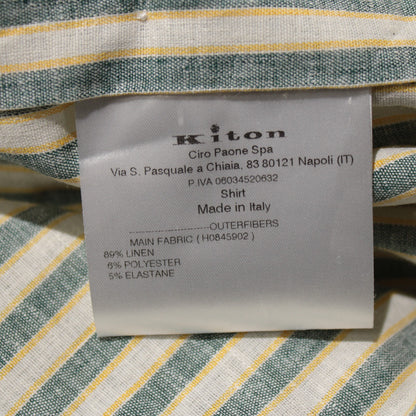 Kiton
Ciro Paone Spa
Via S. Pasquale a Chiaia, 83 80121 Napoli (IT)
P.IVA 06034520632
Shirt
Made in Italy
------------------------OUTERFIBERS
MAIN FABRIC ( H0845902 )
89% LINEN
6% POLYESTER
5% ELASTANE